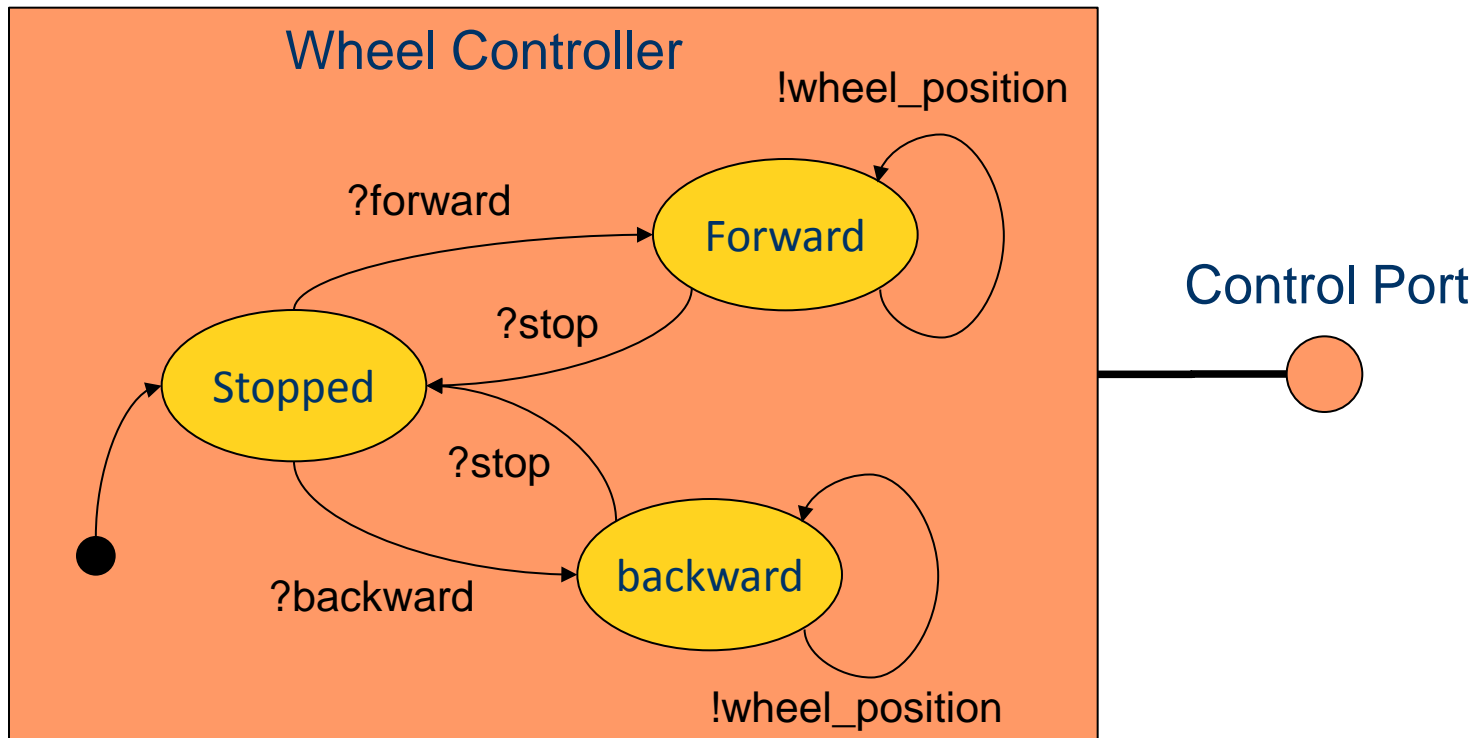 Wheel Controller
!wheel_position
?forward
Forward
Control Port
?stop
Stopped
?stop
backward
?backward
!wheel_position